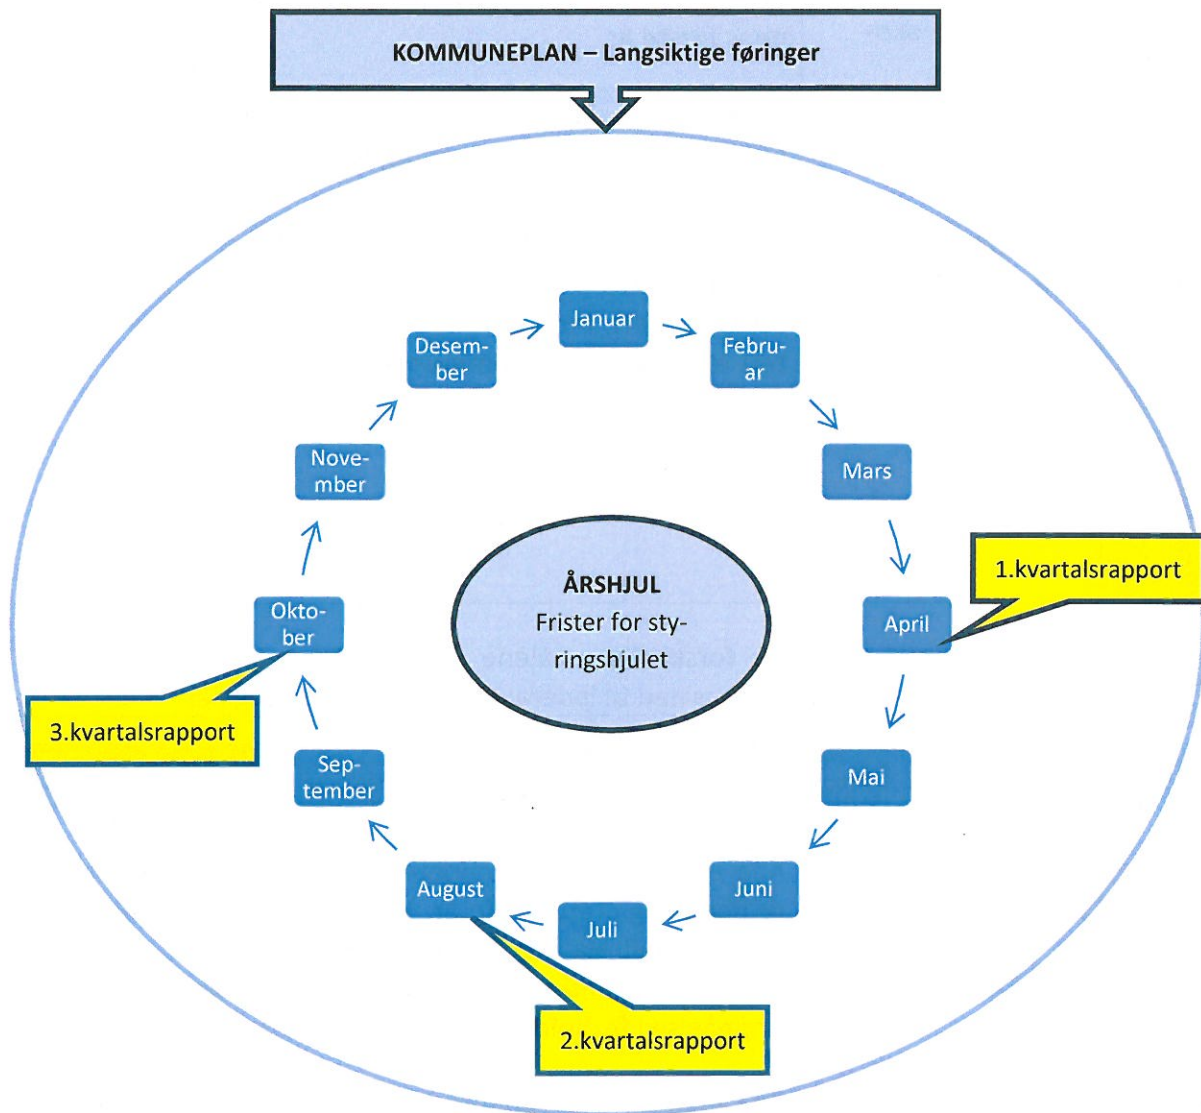 KOMMUNEPLAN – Langsiktige føringer
Januar
Febru-
ar
Mars
April
1.kvartalsrapport
Mai
Juni
Juli
August
2.kvartalsrapport
Sep-
tember
Okto-
ber
3.kvartalsrapport
Nove-
mber
Desem-
ber
ÅRSHJUL
Frister for sty-
ringshjulet